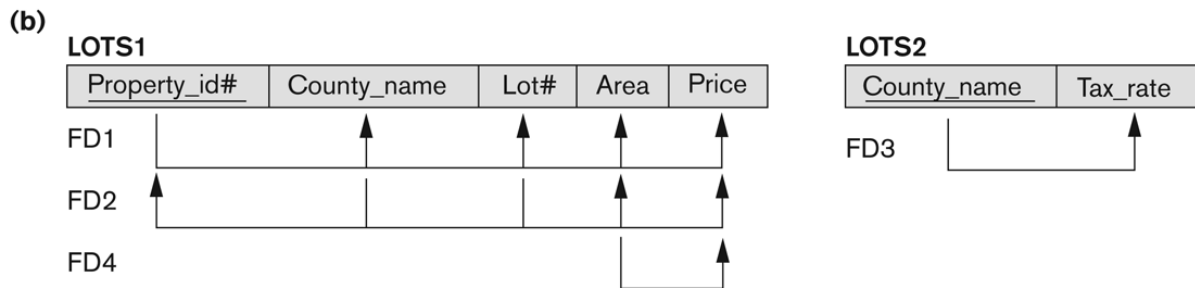 (b)
LOTS1
Property_id# County_name Lot# Area Price
FD1
FD2
FD4
LOTS2
County_name Tax_rate
FD3